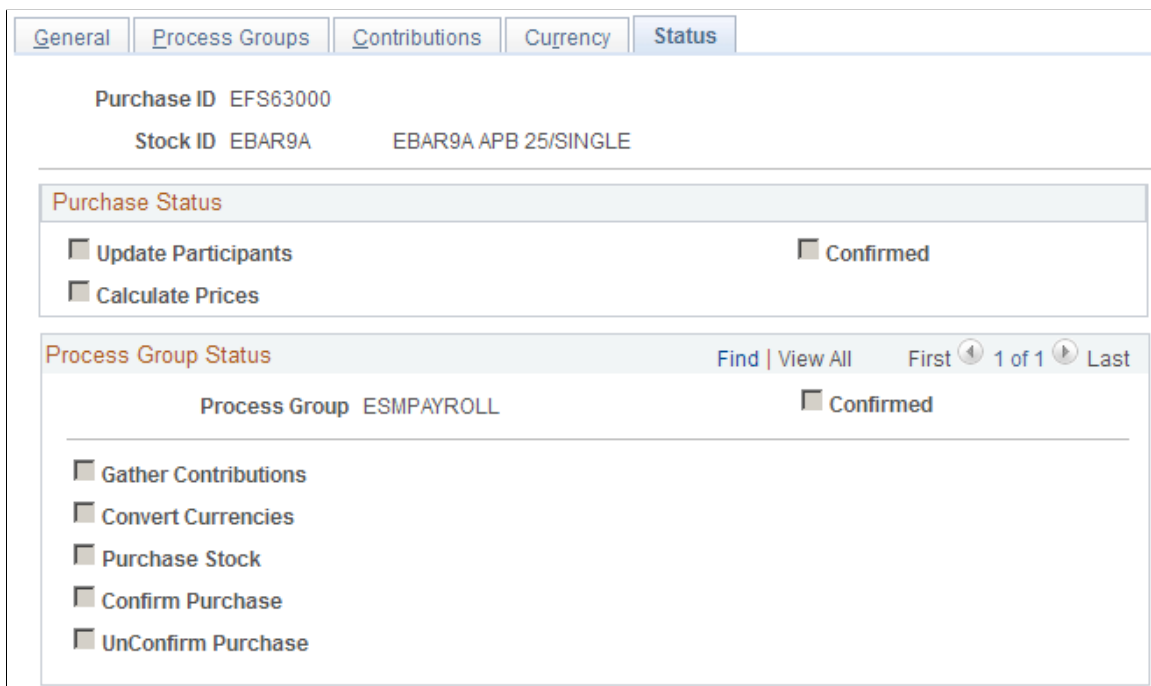 General Process Groups Contributions Currency Status
Purchase ID EFS63000
Stock ID EBAR9A EBAR9A APB 25/SINGLE
Purchase Status
Update Participants Confirmed
Calculate Prices
Process Group Status Find | View All First 1 of 1 Last
Process Group ESMPAYROLL Confirmed
Gather Contributions
Convert Currencies
Purchase Stock
Confirm Purchase
UnConfirm Purchase